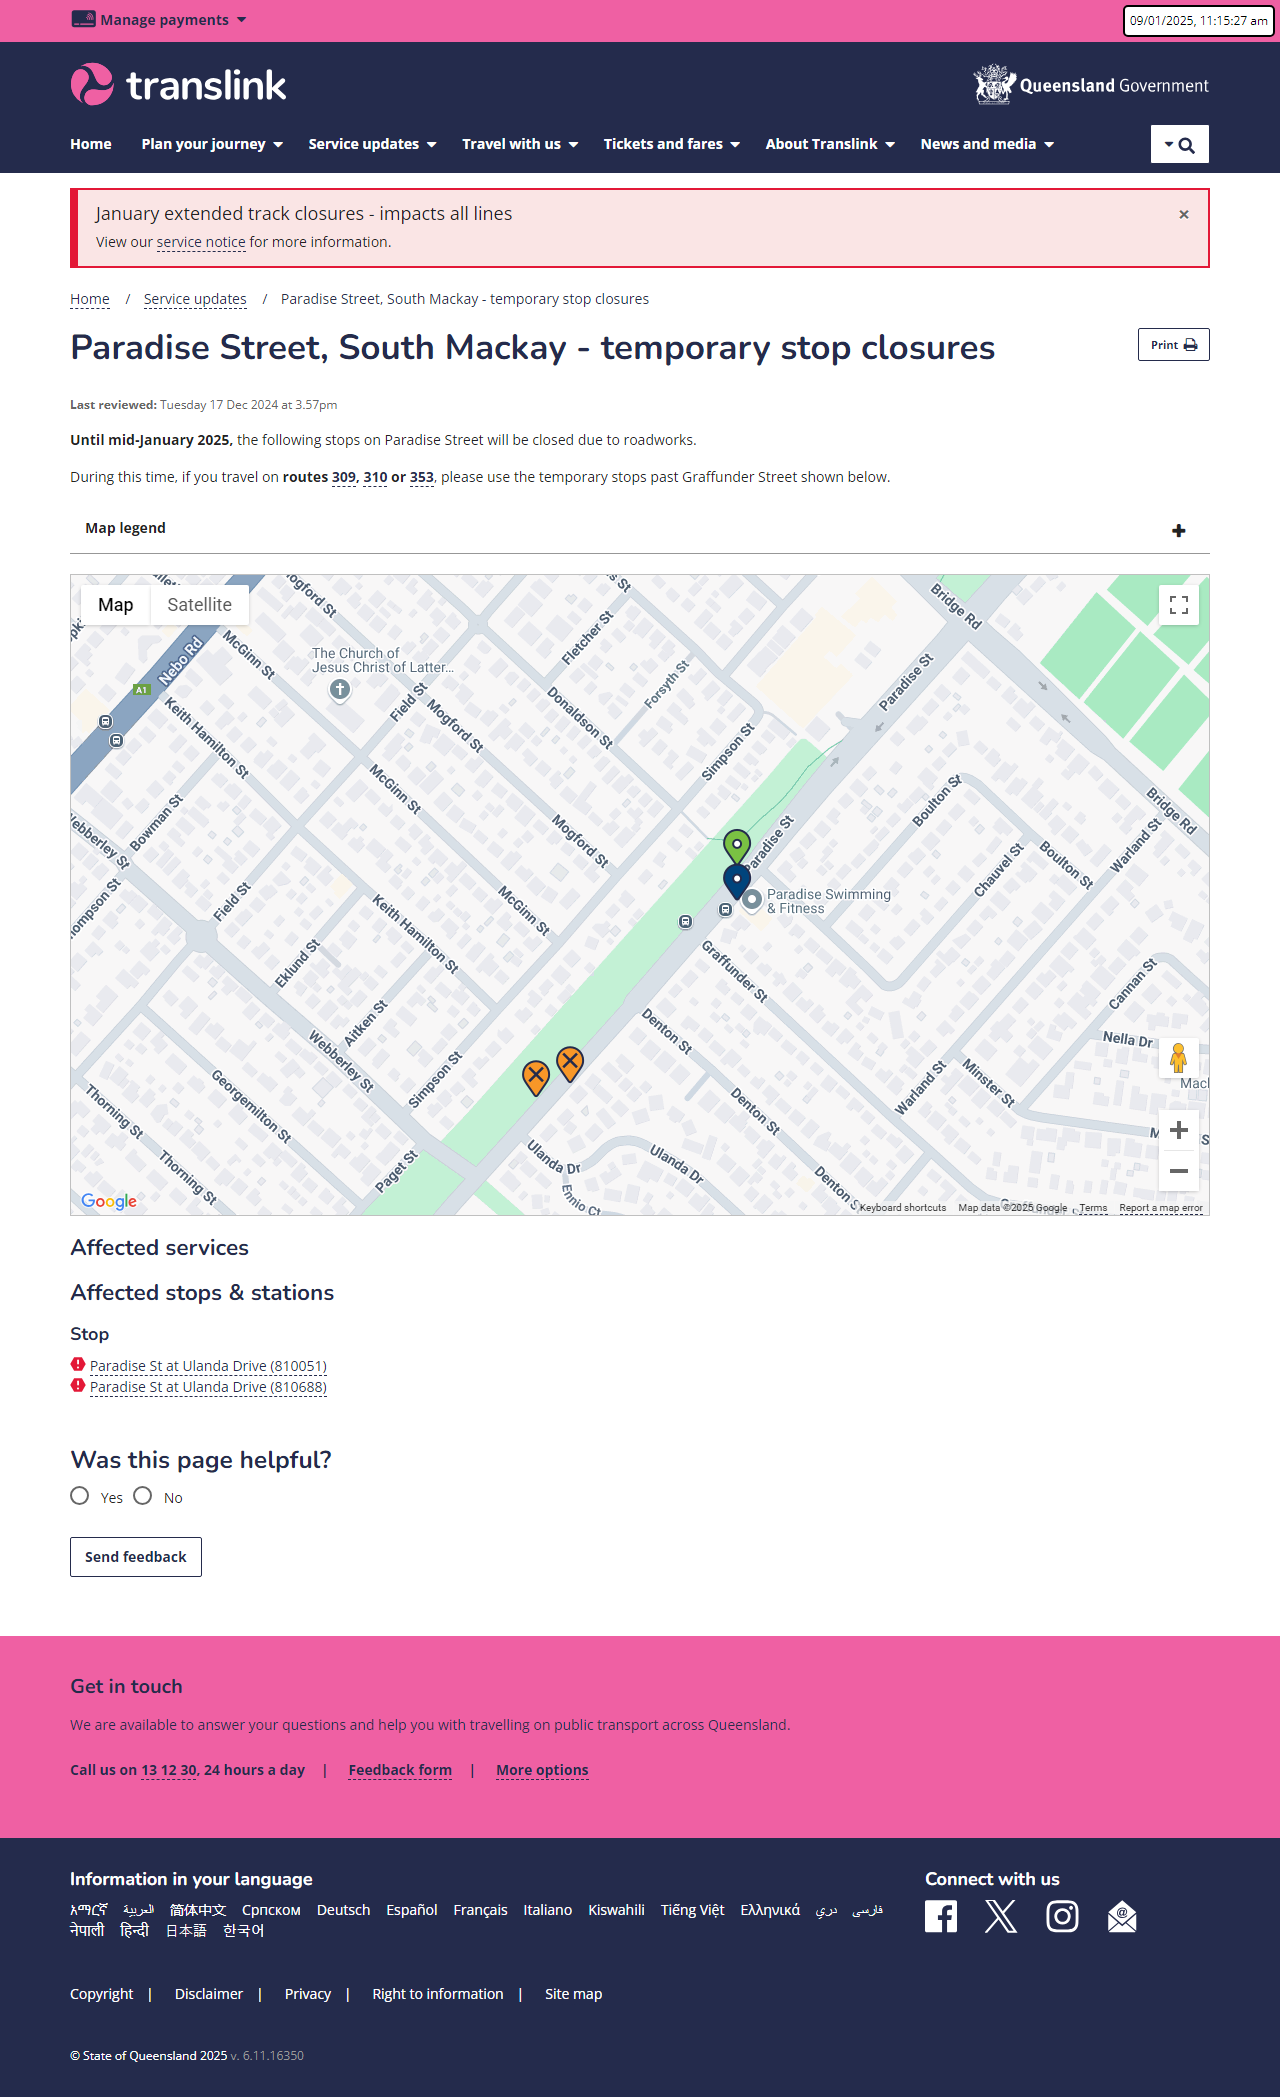 Manage payments
09/01/2025, 11:15:27 am
translink
Queensland Government
Home
Plan your journey
Service updates
Travel with us
Tickets and fares
About Translink
News and media
January extended track closures - impacts all lines
×
View our service notice for more information.
Home / Service updates / Paradise Street, South Mackay - temporary stop closures
Paradise Street, South Mackay - temporary stop closures
Print
Last reviewed: Tuesday 17 Dec 2024 at 3.57pm
Until mid-January 2025, the following stops on Paradise Street will be closed due to roadworks.
During this time, if you travel on routes 309, 310 or 353, please use the temporary stops past Graffunder Street shown below.
Map legend
Map
Satellite
Mogford St
Fletcher St
Bridge Rd
McGinn St
Nebo Rd
A1
The Church of
Jesus Christ of Latter...
Field St
Forsyth St
Paradise St
Keith Hamilton St
Mogford St
Donaldson St
Simpson St
McGinn St
Bowman St
Webberley St
Mogford St
Paradise St
Boulton St
Bridge Rd
Warland St
Boulton St
Chauvel St
Field St
Keith Hamilton St
McGinn St
Paradise Swimming
& Fitness
Eklund St
Graffunder St
Cannan St
Aitken St
Denton St
Nella Dr
Webberley St
Simpson St
Georgemilton St
Thorning St
Warland St
Minster St
Denton St
Thorning St
Paget St
Ulanda Dr
Ulanda Dr
Ennio Ct
Denton St
Google
Keyboard shortcuts
Map data ©2025 Google
Terms
Report a map error
Affected services
Affected stops & stations
Stop
Paradise St at Ulanda Drive (810051)
Paradise St at Ulanda Drive (810688)
Was this page helpful?
Yes
No
Send feedback
Get in touch
We are available to answer your questions and help you with travelling on public transport across Queensland.
Call us on 13 12 30, 24 hours a day | Feedback form | More options
Information in your language
Connect with us
አማርኛ العربية 简体中文 Српском Deutsch Español Français Italiano Kiswahili Tiếng Việt Ελληνικά دري فارسی
नेपाली हिन्दी 日本語 한국어
Copyright | Disclaimer | Privacy | Right to information | Site map
© State of Queensland 2025 v. 6.11.16350